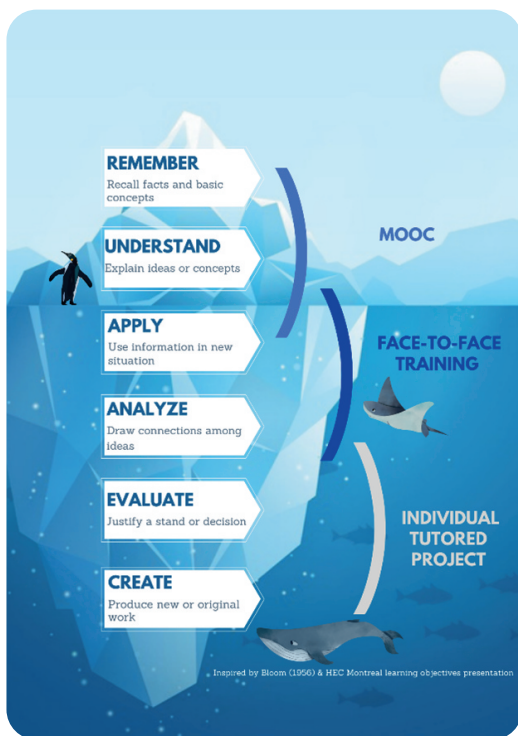 REMEMBER
Recall facts and basic
concepts
UNDERSTAND
Explain ideas or concepts
MOOC
APPLY
Use information in new
situation
FACE-TO-FACE
TRAINING
ANALYZE
Draw connections among
ideas
EVALUATE
Justify a stand or decision
INDIVIDUAL
TUTORED
PROJECT
CREATE
Produce new or original
work
Inspired by Bloom (1956) & HEC Montreal learning objectives presentation